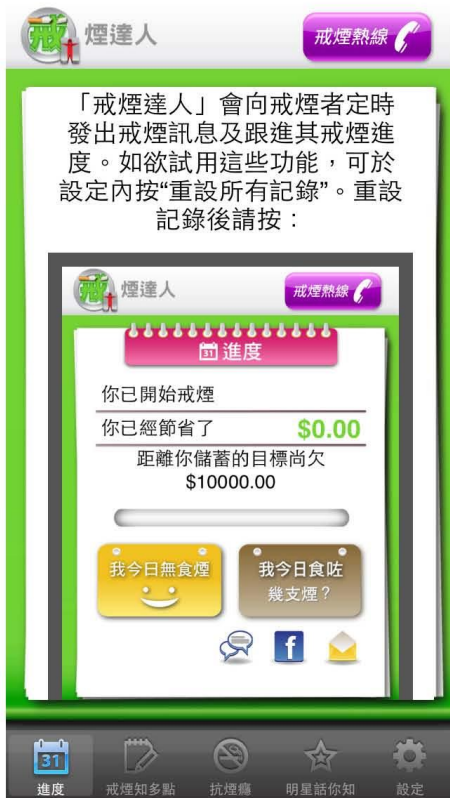 戒煙達人
戒煙熱線
「戒煙達人」會向戒煙者定時
發出戒煙訊息及跟進其戒煙進
度。如欲試用這些功能，可於
設定內按“重設所有記錄”。重設
記錄後請按：
戒煙達人
戒煙熱線
31 進度
你已開始戒煙
你已經節省了 $0.00
距離你儲蓄的目標尚欠
$10000.00
我今日無食煙
我今日食咗
幾支煙？
f
31
進度 戒煙知多點 抗煙癮 明星話你知 設定